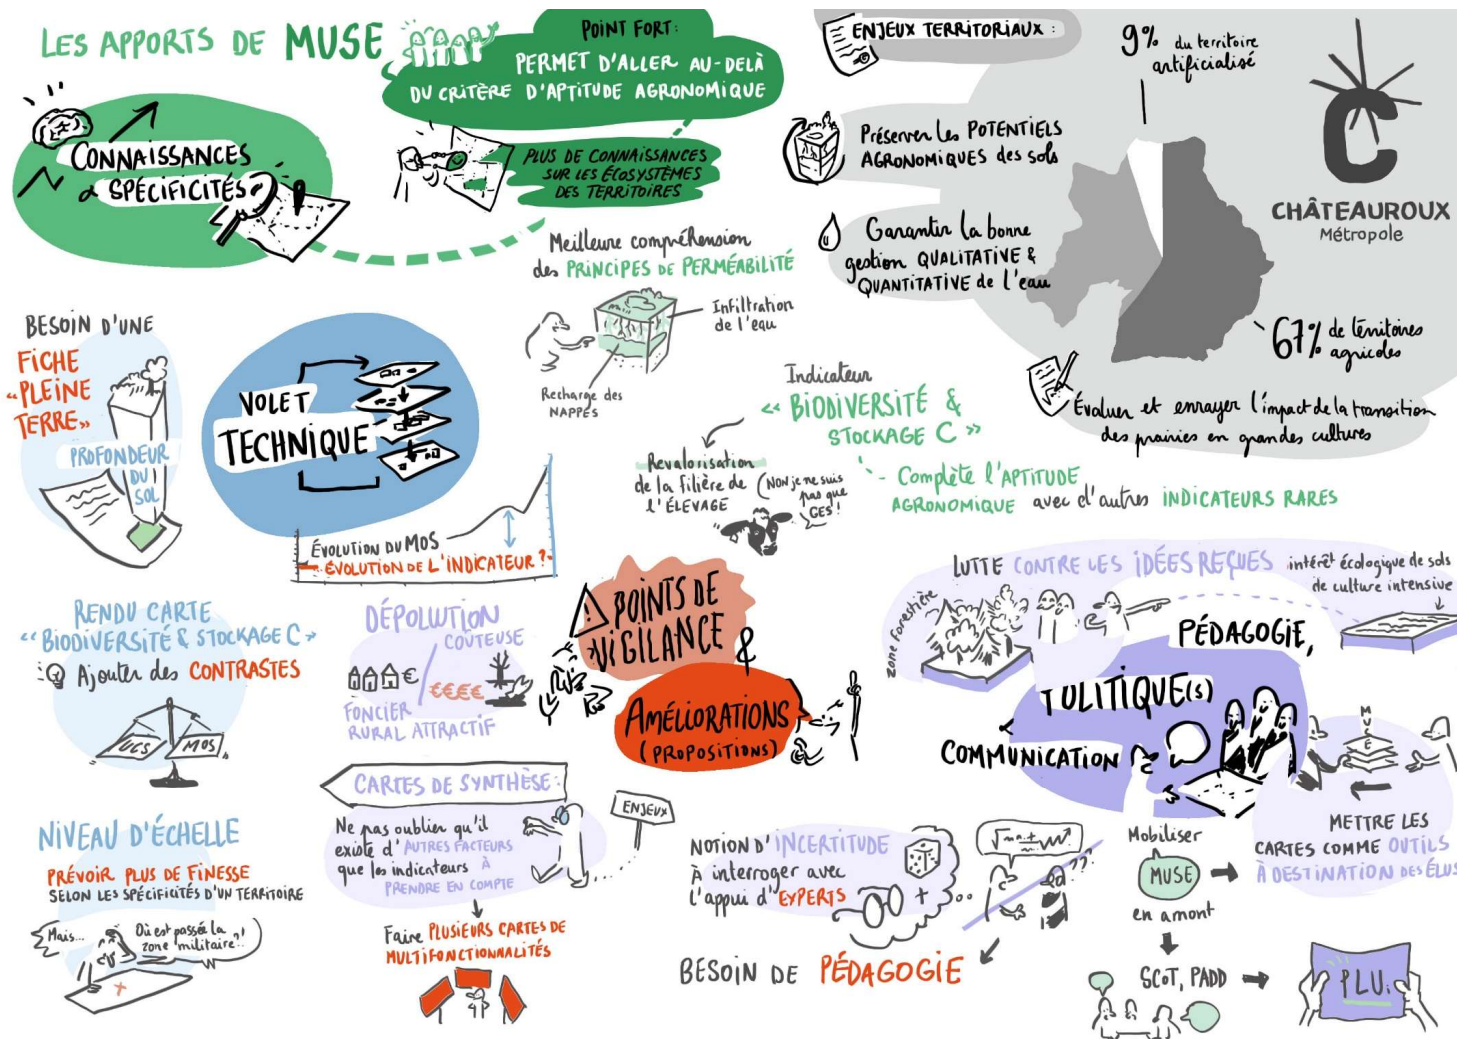 LES APPORTS DE MUSE
CONNAISSANCES
& SPÉCIFICITÉS
POINT FORT :
PERMET D'ALLER AU-DELÀ
DU CRITÈRE D'APTITUDE AGRONOMIQUE
PLUS DE CONNAISSANCES
SUR LES ÉCOSYSTÈMES
DES TERRITOIRES
Meilleure compréhension
des PRINCIPES DE PERMÉABILITÉ
Infiltration
de l'eau
Recharge des
NAPPES
ENJEUX TERRITORIAUX :
9% du territoire
artificialisé
Préserver les POTENTIELS
AGRONOMIQUES des sols
Garantir la bonne
gestion QUALITATIVE &
QUANTITATIVE de l'eau
C
CHÂTEAUROUX
Métropole
67% de térritoires
agricoles
Évaluer et enrayer l'impact de la transition
des prairies en grandes cultures
Indicateur
« BIODIVERSITÉ &
STOCKAGE C »
Revalorisation
de la filière de
l'ÉLEVAGE
NON je ne suis
pas que
GES !
- Complète l'APTITUDE
AGRONOMIQUE avec d'autres INDICATEURS RARES
BESOIN D'UNE
FICHE
« PLEINE
TERRE »
PROFONDEUR
DU
SOL
VOLET
TECHNIQUE
ÉVOLUTION DU MOS
ÉVOLUTION DE L'INDICATEUR ?
RENDU CARTE
« BIODIVERSITÉ & STOCKAGE C »
Ajouter des CONTRASTES
UCS MOS
NIVEAU D'ÉCHELLE
PRÉVOIR PLUS DE FINESSE
SELON LES SPÉCIFICITÉS D'UN TERRITOIRE
Mais...
Où est passée la
zone militaire ?!
DÉPOLUTION
COÛTEUSE
€
€€€€
FONCIER
RURAL ATTRACTIF
CARTES DE SYNTHÈSE :
Ne pas oublier qu'il
existe d'AUTRES FACTEURS
que les indicateurs À
PRENDRE EN COMPTE
ENJEUX
Faire PLUSIEURS CARTES DE
MULTIFONCTIONNALITÉS
POINTS DE
VIGILANCE
&
AMÉLIORATIONS
(PROPOSITIONS)
LUTTE CONTRE LES IDÉES REÇUES
intérêt écologique de sols
de culture intensive
zone forestière
PÉDAGOGIE,
POLITIQUE(S)
< COMMUNICATION
MUSE
METTRE LES
CARTES COMME OUTILS
À DESTINATION DES ÉLUS
Mobiliser
MUSE
en amont
SCOT, PADD
PLUi
NOTION D'INCERTITUDE
à interroger avec
l'appui d'EXPERTS
+ ...
???
BESOIN DE PÉDAGOGIE